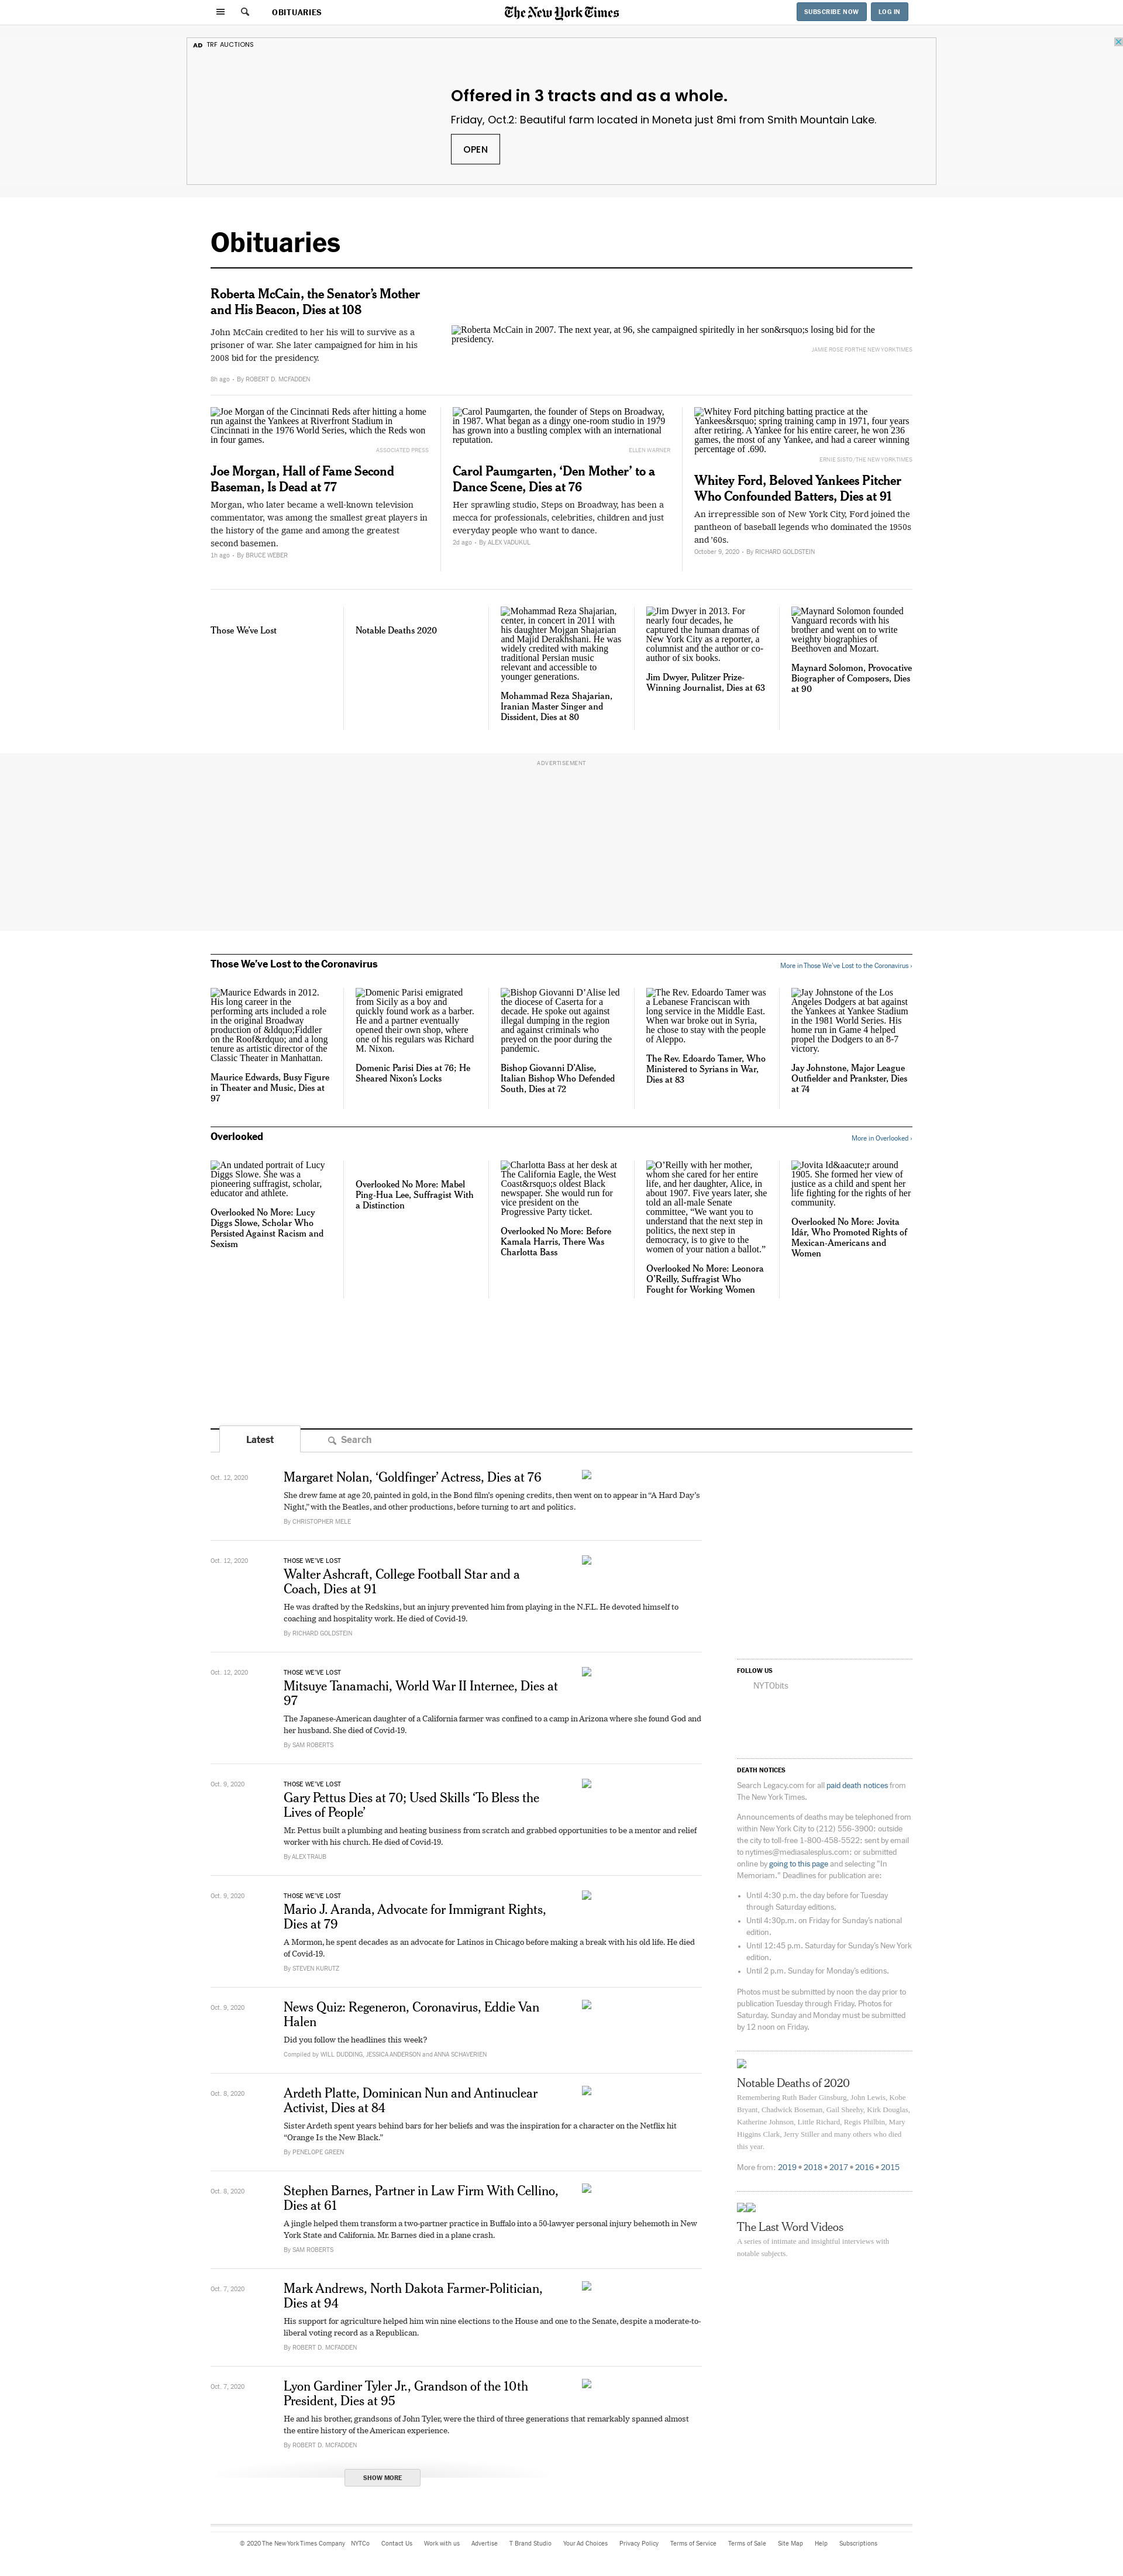 OBITUARIES
The New York Times
SUBSCRIBE NOW
LOG IN
AD TRF AUCTIONS
Offered in 3 tracts and as a whole.
Friday, Oct.2: Beautiful farm located in Moneta just 8mi from Smith Mountain Lake.
OPEN
Obituaries
Roberta McCain, the Senator’s Mother
and His Beacon, Dies at 108
John McCain credited to her his will to survive as a
prisoner of war. She later campaigned for him in his
2008 bid for the presidency.
8h ago • By ROBERT D. MCFADDEN
Roberta McCain in 2007. The next year, at 96, she campaigned spiritedly in her son&rsquo;s losing bid for the
presidency.
JAMIE ROSE FOR THE NEW YORK TIMES
Joe Morgan of the Cincinnati Reds after hitting a home
run against the Yankees at Riverfront Stadium in
Cincinnati in the 1976 World Series, which the Reds won
in four games.
ASSOCIATED PRESS
Joe Morgan, Hall of Fame Second
Baseman, Is Dead at 77
Morgan, who later became a well-known television
commentator, was among the smallest great players in
the history of the game and among the greatest
second basemen.
1h ago • By BRUCE WEBER
Carol Paumgarten, the founder of Steps on Broadway,
in 1987. What began as a dingy one-room studio in 1979
has grown into a bustling complex with an international
reputation.
ELLEN WARNER
Carol Paumgarten, ‘Den Mother’ to a
Dance Scene, Dies at 76
Her sprawling studio, Steps on Broadway, has been a
mecca for professionals, celebrities, children and just
everyday people who want to dance.
2d ago • By ALEX VADUKUL
Whitey Ford pitching batting practice at the
Yankees&rsquo; spring training camp in 1971, four years
after retiring. A Yankee for his entire career, he won 236
games, the most of any Yankee, and had a career winning
percentage of .690.
ERNIE SISTO/THE NEW YORK TIMES
Whitey Ford, Beloved Yankees Pitcher
Who Confounded Batters, Dies at 91
An irrepressible son of New York City, Ford joined the
pantheon of baseball legends who dominated the 1950s
and ’60s.
October 9, 2020 • By RICHARD GOLDSTEIN
Those We've Lost
Notable Deaths 2020
Mohammad Reza Shajarian,
center, in concert in 2011 with
his daughter Mojgan Shajarian
and Majid Derakhshani. He was
widely credited with making
traditional Persian music
relevant and accessible to
younger generations.
Mohammad Reza Shajarian,
Iranian Master Singer and
Dissident, Dies at 80
Jim Dwyer in 2013. For
nearly four decades, he
captured the human dramas of
New York City as a reporter, a
columnist and the author or co-
author of six books.
Jim Dwyer, Pulitzer Prize-
Winning Journalist, Dies at 63
Maynard Solomon founded
Vanguard records with his
brother and went on to write
weighty biographies of
Beethoven and Mozart.
Maynard Solomon, Provocative
Biographer of Composers, Dies
at 90
ADVERTISEMENT
Those We’ve Lost to the Coronavirus
More in Those We’ve Lost to the Coronavirus ›
Maurice Edwards in 2012.
His long career in the
performing arts included a role
in the original Broadway
production of &ldquo;Fiddler
on the Roof&rdquo; and a long
tenure as artistic director of the
Classic Theater in Manhattan.
Maurice Edwards, Busy Figure
in Theater and Music, Dies at
97
Domenic Parisi emigrated
from Sicily as a boy and
quickly found work as a barber.
He and a partner eventually
opened their own shop, where
one of his regulars was Richard
M. Nixon.
Domenic Parisi Dies at 76; He
Sheared Nixon’s Locks
Bishop Giovanni D’Alise led
the diocese of Caserta for a
decade. He spoke out against
illegal dumping in the region
and against criminals who
preyed on the poor during the
pandemic.
Bishop Giovanni D’Alise,
Italian Bishop Who Defended
South, Dies at 72
The Rev. Edoardo Tamer was
a Lebanese Franciscan with
long service in the Middle East.
When war broke out in Syria,
he chose to stay with the people
of Aleppo.
The Rev. Edoardo Tamer, Who
Ministered to Syrians in War,
Dies at 83
Jay Johnstone of the Los
Angeles Dodgers at bat against
the Yankees at Yankee Stadium
in the 1981 World Series. His
home run in Game 4 helped
propel the Dodgers to an 8-7
victory.
Jay Johnstone, Major League
Outfielder and Prankster, Dies
at 74
Overlooked
More in Overlooked ›
An undated portrait of Lucy
Diggs Slowe. She was a
pioneering suffragist, scholar,
educator and athlete.
Overlooked No More: Lucy
Diggs Slowe, Scholar Who
Persisted Against Racism and
Sexism
Overlooked No More: Mabel
Ping-Hua Lee, Suffragist With
a Distinction
Charlotta Bass at her desk at
The California Eagle, the West
Coast&rsquo;s oldest Black
newspaper. She would run for
vice president on the
Progressive Party ticket.
Overlooked No More: Before
Kamala Harris, There Was
Charlotta Bass
O’Reilly with her mother,
whom she cared for her entire
life, and her daughter, Alice, in
about 1907. Five years later, she
told an all-male Senate
committee, “We want you to
understand that the next step in
politics, the next step in
democracy, is to give to the
women of your nation a ballot.”
Overlooked No More: Leonora
O’Reilly, Suffragist Who
Fought for Working Women
Jovita Id&aacute;r around
1905. She formed her view of
justice as a child and spent her
life fighting for the rights of her
community.
Overlooked No More: Jovita
Idár, Who Promoted Rights of
Mexican-Americans and
Women
Latest
Search
Oct. 12, 2020
Margaret Nolan, ‘Goldfinger’ Actress, Dies at 76
She drew fame at age 20, painted in gold, in the Bond film’s opening credits, then went on to appear in “A Hard Day’s
Night,” with the Beatles, and other productions, before turning to art and politics.
By CHRISTOPHER MELE
Oct. 12, 2020
THOSE WE’VE LOST
Walter Ashcraft, College Football Star and a
Coach, Dies at 91
He was drafted by the Redskins, but an injury prevented him from playing in the N.F.L. He devoted himself to
coaching and hospitality work. He died of Covid-19.
By RICHARD GOLDSTEIN
Oct. 12, 2020
THOSE WE’VE LOST
Mitsuye Tanamachi, World War II Internee, Dies at
97
The Japanese-American daughter of a California farmer was confined to a camp in Arizona where she found God and
her husband. She died of Covid-19.
By SAM ROBERTS
Oct. 9, 2020
THOSE WE’VE LOST
Gary Pettus Dies at 70; Used Skills ‘To Bless the
Lives of People’
Mr. Pettus built a plumbing and heating business from scratch and grabbed opportunities to be a mentor and relief
worker with his church. He died of Covid-19.
By ALEX TRAUB
Oct. 9, 2020
THOSE WE’VE LOST
Mario J. Aranda, Advocate for Immigrant Rights,
Dies at 79
A Mormon, he spent decades as an advocate for Latinos in Chicago before making a break with his old life. He died
of Covid-19.
By STEVEN KURUTZ
Oct. 9, 2020
News Quiz: Regeneron, Coronavirus, Eddie Van
Halen
Did you follow the headlines this week?
Compiled by WILL DUDDING, JESSICA ANDERSON and ANNA SCHAVERIEN
Oct. 8, 2020
Ardeth Platte, Dominican Nun and Antinuclear
Activist, Dies at 84
Sister Ardeth spent years behind bars for her beliefs and was the inspiration for a character on the Netflix hit
“Orange Is the New Black.”
By PENELOPE GREEN
Oct. 8, 2020
Stephen Barnes, Partner in Law Firm With Cellino,
Dies at 61
A jingle helped them transform a two-partner practice in Buffalo into a 50-lawyer personal injury behemoth in New
York State and California. Mr. Barnes died in a plane crash.
By SAM ROBERTS
Oct. 7, 2020
Mark Andrews, North Dakota Farmer-Politician,
Dies at 94
His support for agriculture helped him win nine elections to the House and one to the Senate, despite a moderate-to-
liberal voting record as a Republican.
By ROBERT D. MCFADDEN
Oct. 7, 2020
Lyon Gardiner Tyler Jr., Grandson of the 10th
President, Dies at 95
He and his brother, grandsons of John Tyler, were the third of three generations that remarkably spanned almost
the entire history of the American experience.
By ROBERT D. MCFADDEN
SHOW MORE
FOLLOW US
NYTObits
DEATH NOTICES
Search Legacy.com for all paid death notices from
The New York Times.
Announcements of deaths may be telephoned from
within New York City to (212) 556-3900; outside
the city to toll-free 1-800-458-5522; sent by email
to nytimes@mediasalesplus.com; or submitted
online by going to this page and selecting "In
Memoriam." Deadlines for publication are:
• Until 4:30 p.m. the day before for Tuesday
through Saturday editions.
• Until 4:30p.m. on Friday for Sunday's national
edition.
• Until 12:45 p.m. Saturday for Sunday's New York
edition.
• Until 2 p.m. Sunday for Monday's editions.
Photos must be submitted by noon the day prior to
publication Tuesday through Friday. Photos for
Saturday, Sunday and Monday must be submitted
by 12 noon on Friday.
Notable Deaths of 2020
Remembering Ruth Bader Ginsburg, John Lewis, Kobe
Bryant, Chadwick Boseman, Gail Sheehy, Kirk Douglas,
Katherine Johnson, Little Richard, Regis Philbin, Mary
Higgins Clark, Jerry Stiller and many others who died
this year.
More from: 2019 • 2018 • 2017 • 2016 • 2015
The Last Word Videos
A series of intimate and insightful interviews with
notable subjects.
© 2020 The New York Times Company NYTCo Contact Us Work with us Advertise T Brand Studio Your Ad Choices Privacy Policy Terms of Service Terms of Sale Site Map Help Subscriptions